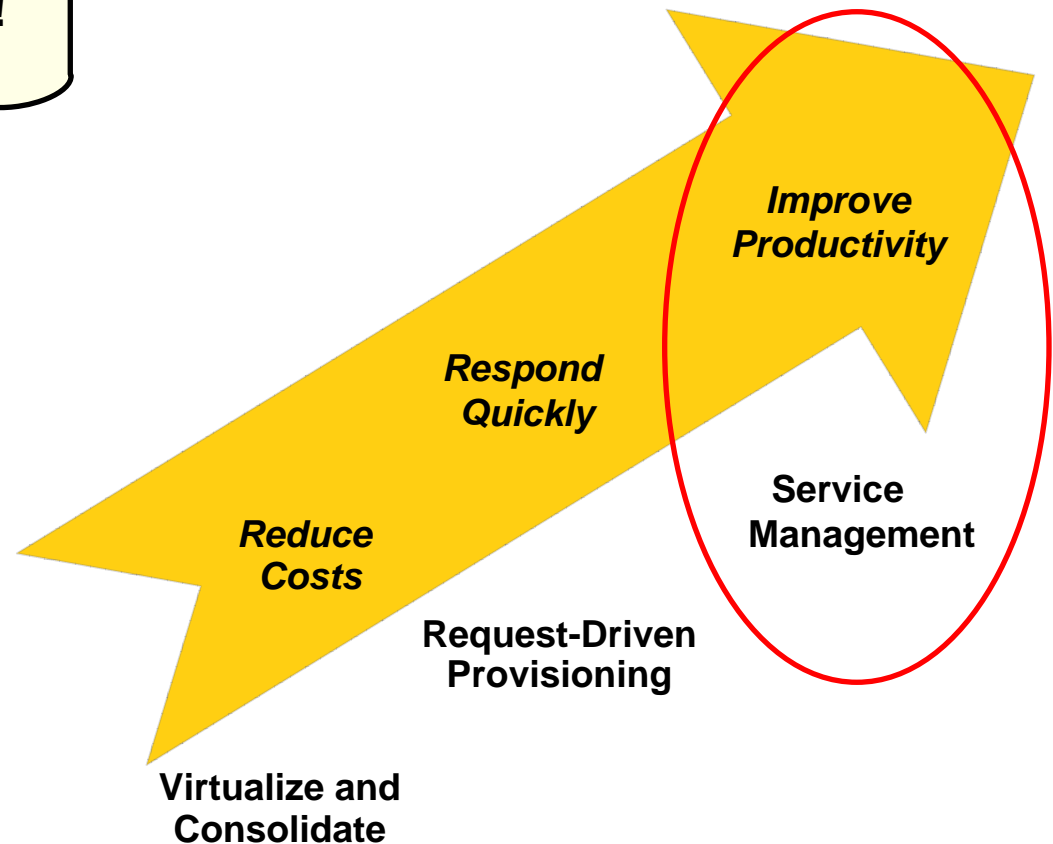 !
Improve
Productivity
Respond
Quickly
Service
Management
Reduce
Costs
Request-Driven
Provisioning
Virtualize and
Consolidate